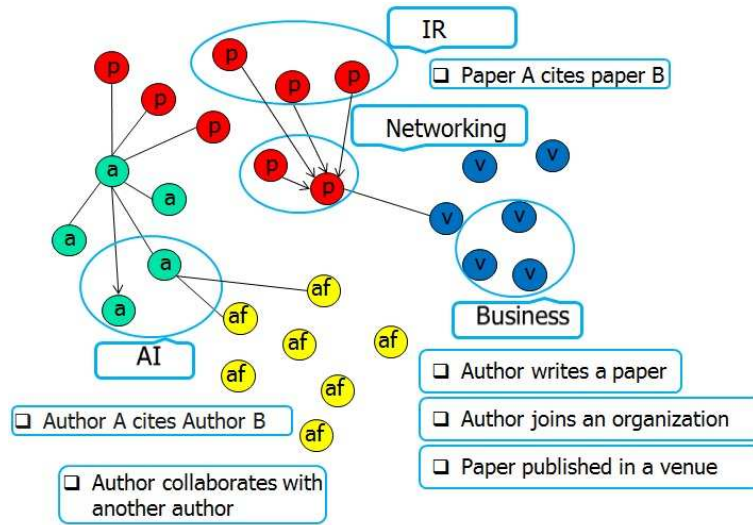 IR
p
p
p
p
p
p
❑ Paper A cites paper B
Networking
p
p
v
v
a
a
a
v
v
v
v
a
a
af
af
Business
AI
af
af
af
af
af
❑ Author writes a paper
❑ Author A cites Author B
❑ Author joins an organization
❑ Author collaborates with
another author
❑ Paper published in a venue